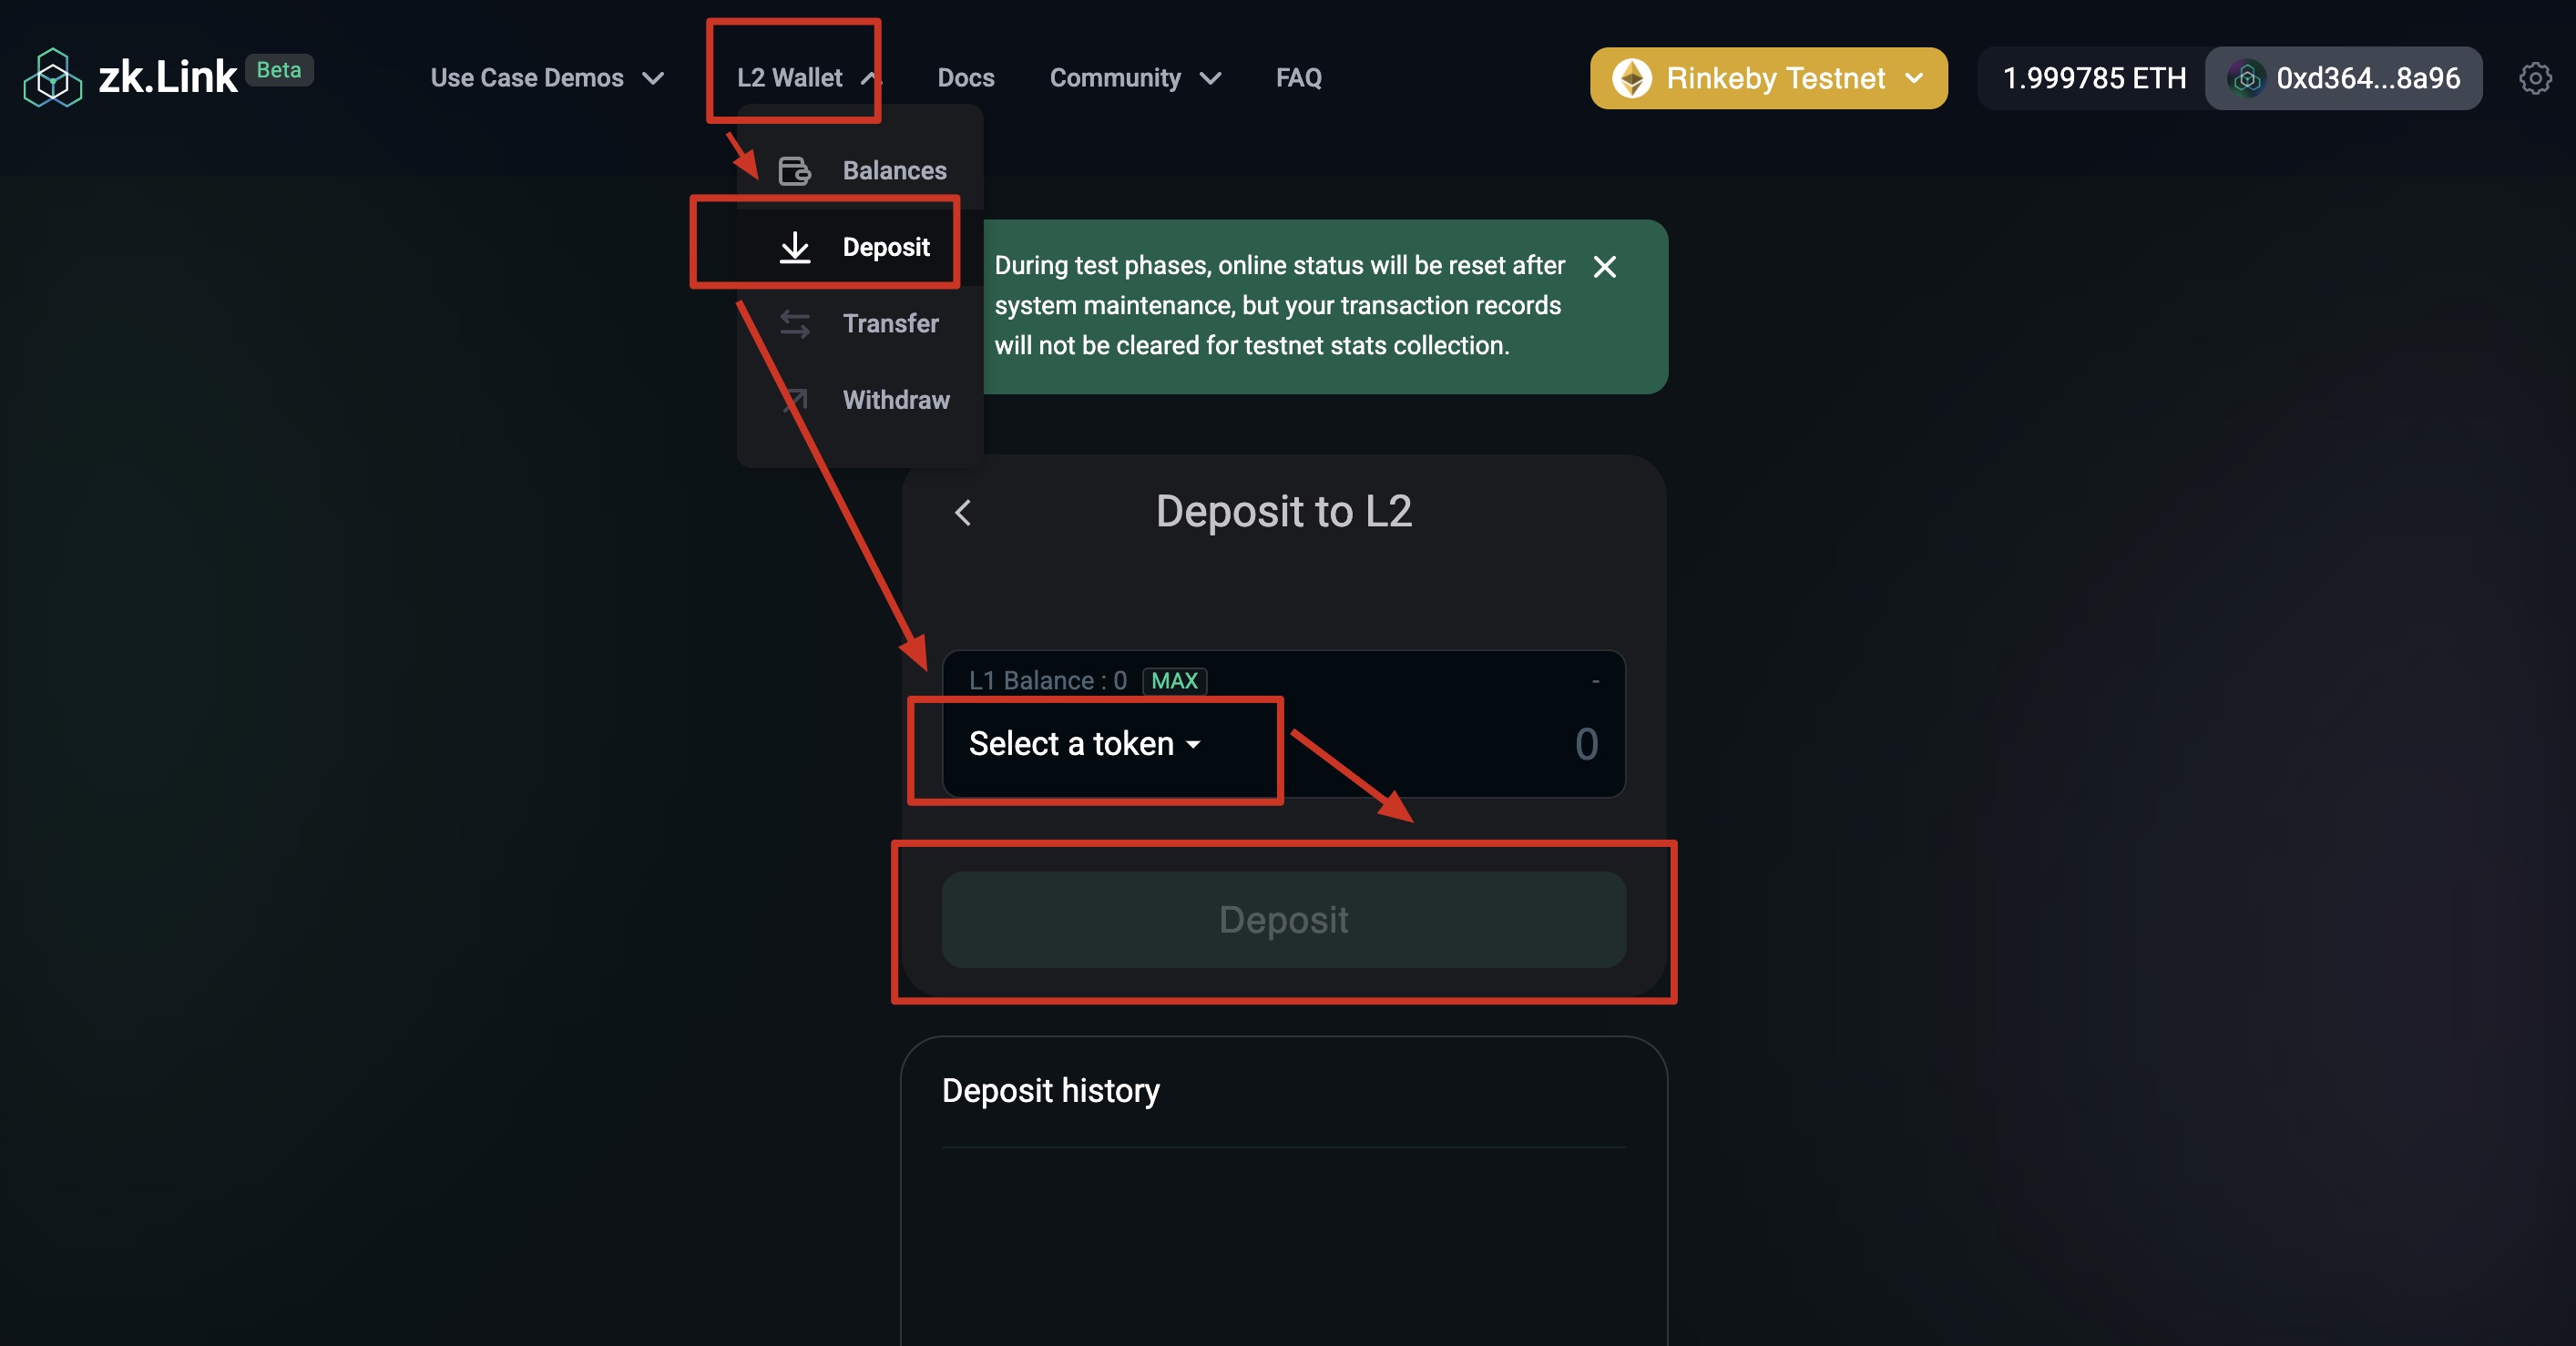 zk.Link Beta
Use Case Demos
L2 Wallet
Docs
Community
FAQ
Rinkeby Testnet
1.999785 ETH
0xd364...8a96
Balances
Deposit
Transfer
Withdraw
During test phases, online status will be reset after
system maintenance, but your transaction records
will not be cleared for testnet stats collection.
Deposit to L2
L1 Balance : 0 MAX -
Select a token 0
Deposit
Deposit history